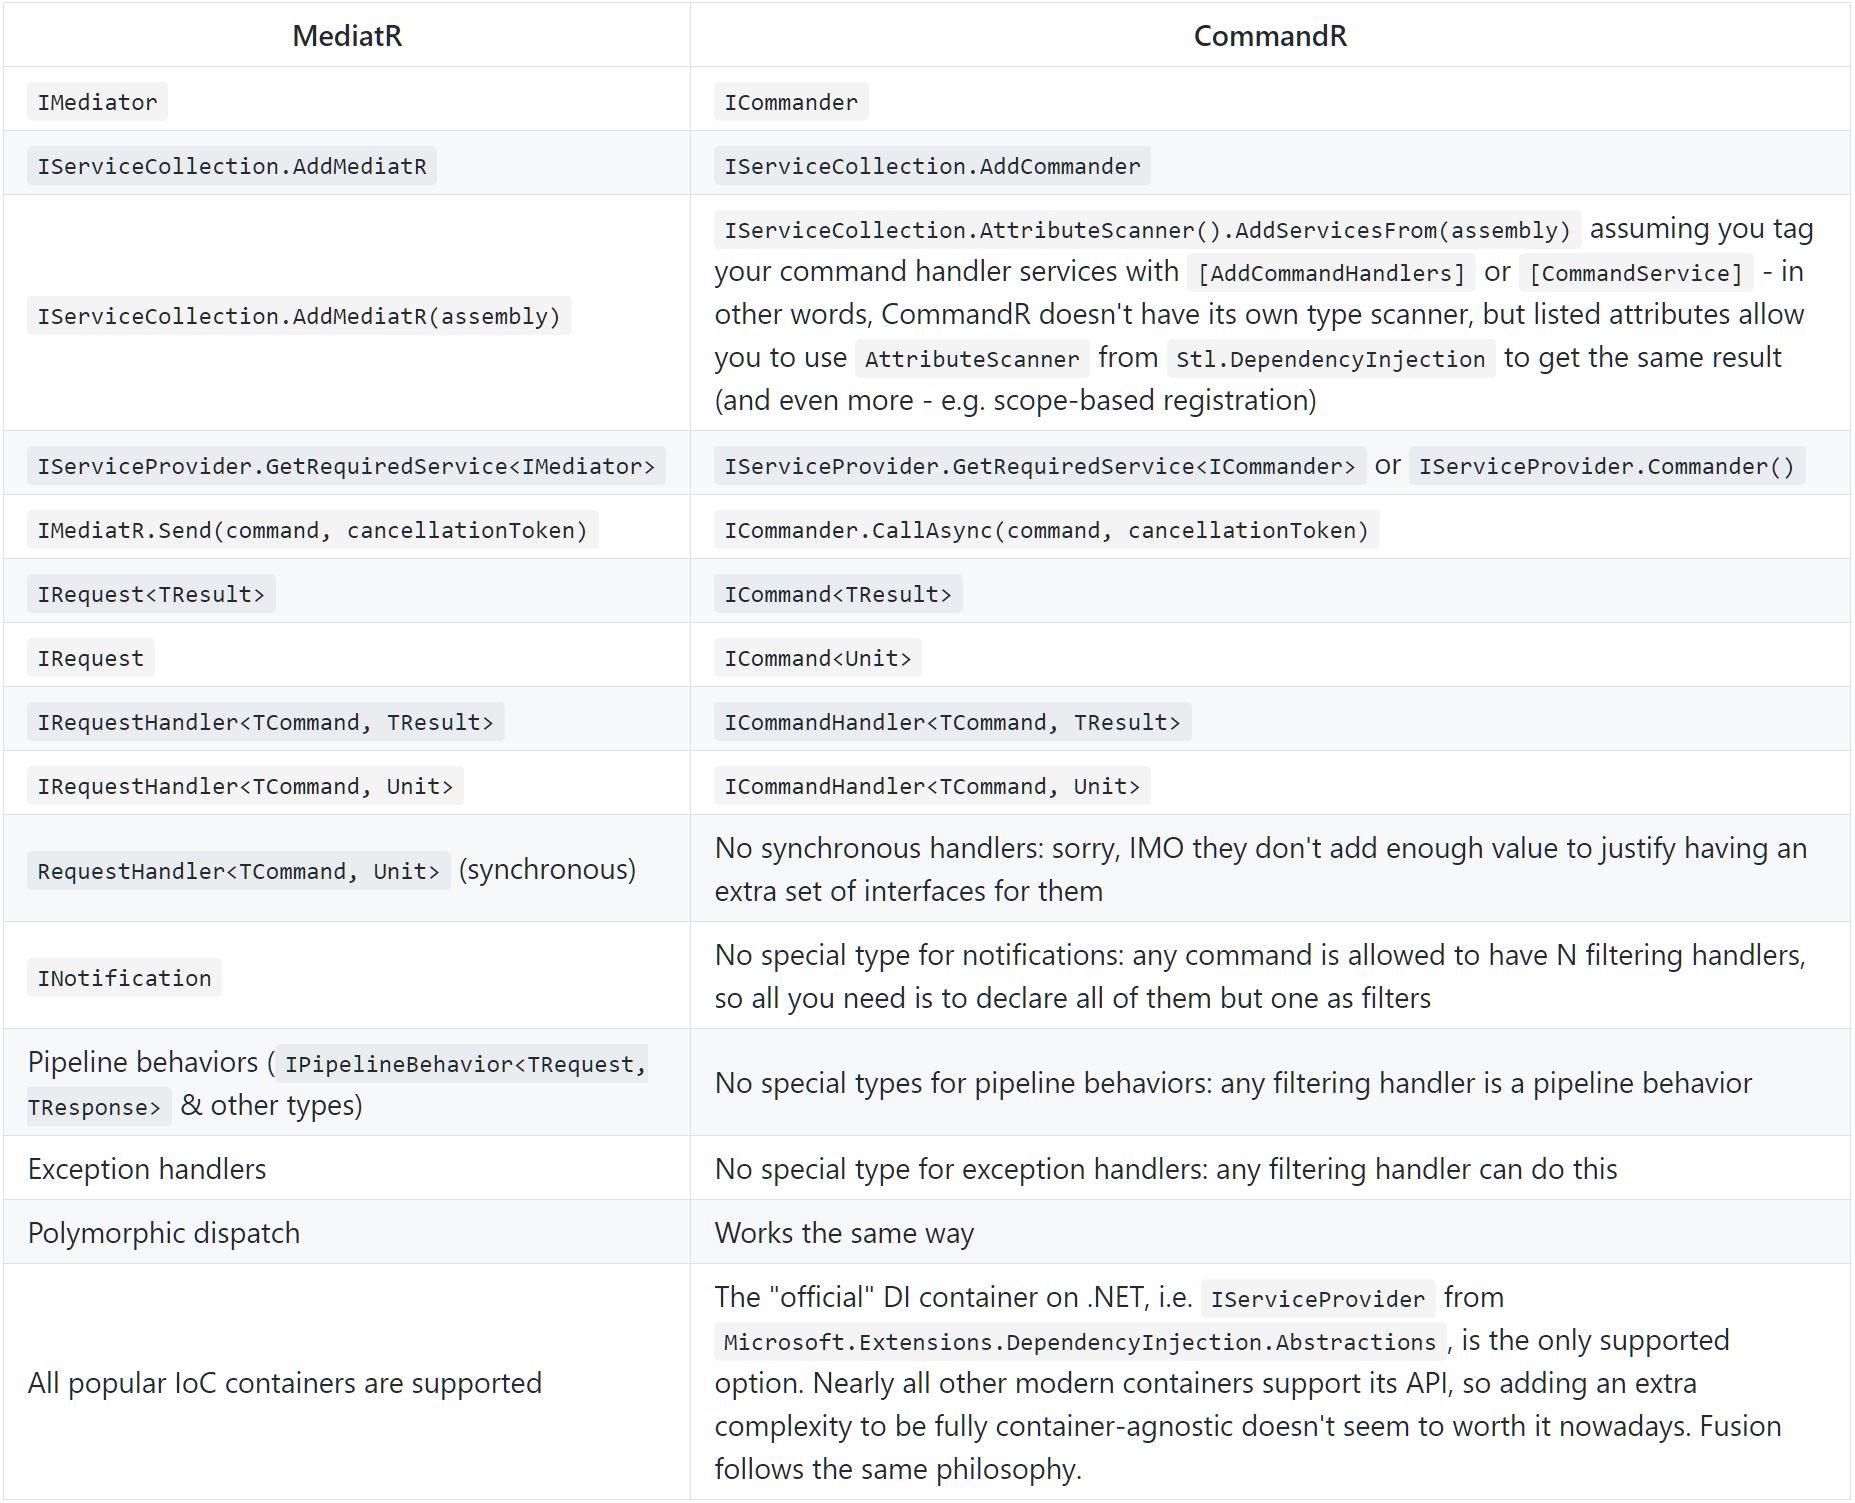 MediatR CommandR
IMediator ICommander
IServiceCollection.AddMediatR IServiceCollection.AddCommander
IServiceCollection.AddMediatR(assembly)
IServiceCollection.AttributeScanner().AddServicesFrom(assembly) assuming you tag
your command handler services with [AddCommandHandlers] or [CommandService] - in
other words, CommandR doesn't have its own type scanner, but listed attributes allow
you to use AttributeScanner from Stl.DependencyInjection to get the same result
(and even more - e.g. scope-based registration)
IServiceProvider.GetRequiredService<IMediator> IServiceProvider.GetRequiredService<ICommander> or IServiceProvider.Commander()
IMediatR.Send(command, cancellationToken) ICommander.CallAsync(command, cancellationToken)
IRequest<TResult> ICommand<TResult>
IRequest ICommand<Unit>
IRequestHandler<TCommand, TResult> ICommandHandler<TCommand, TResult>
IRequestHandler<TCommand, Unit> ICommandHandler<TCommand, Unit>
RequestHandler<TCommand, Unit> (synchronous)
No synchronous handlers: sorry, IMO they don't add enough value to justify having an
extra set of interfaces for them
INotification
No special type for notifications: any command is allowed to have N filtering handlers,
so all you need is to declare all of them but one as filters
Pipeline behaviors (IPipelineBehavior<TRequest,
TResponse> & other types)
No special types for pipeline behaviors: any filtering handler is a pipeline behavior
Exception handlers No special type for exception handlers: any filtering handler can do this
Polymorphic dispatch Works the same way
All popular IoC containers are supported
The "official" DI container on .NET, i.e. IServiceProvider from
Microsoft.Extensions.DependencyInjection.Abstractions, is the only supported
option. Nearly all other modern containers support its API, so adding an extra
complexity to be fully container-agnostic doesn't seem to worth it nowadays. Fusion
follows the same philosophy.